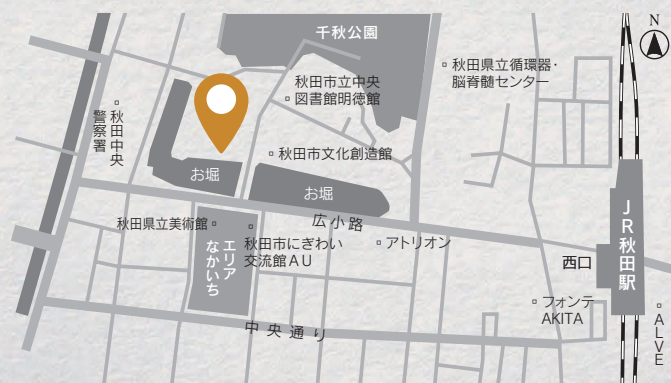 千秋公園
N
秋田県立循環器・
脳脊髄センター
秋田市立中央
図書館明徳館
秋田中央
警察署
秋田市文化創造館
お堀
お堀
広小路
秋田県立美術館
エリア
なかいち
秋田市にぎわい
交流館AU
アトリオン
西口
JR秋田駅
フォンテ
AKITA
ALVE
中央通り